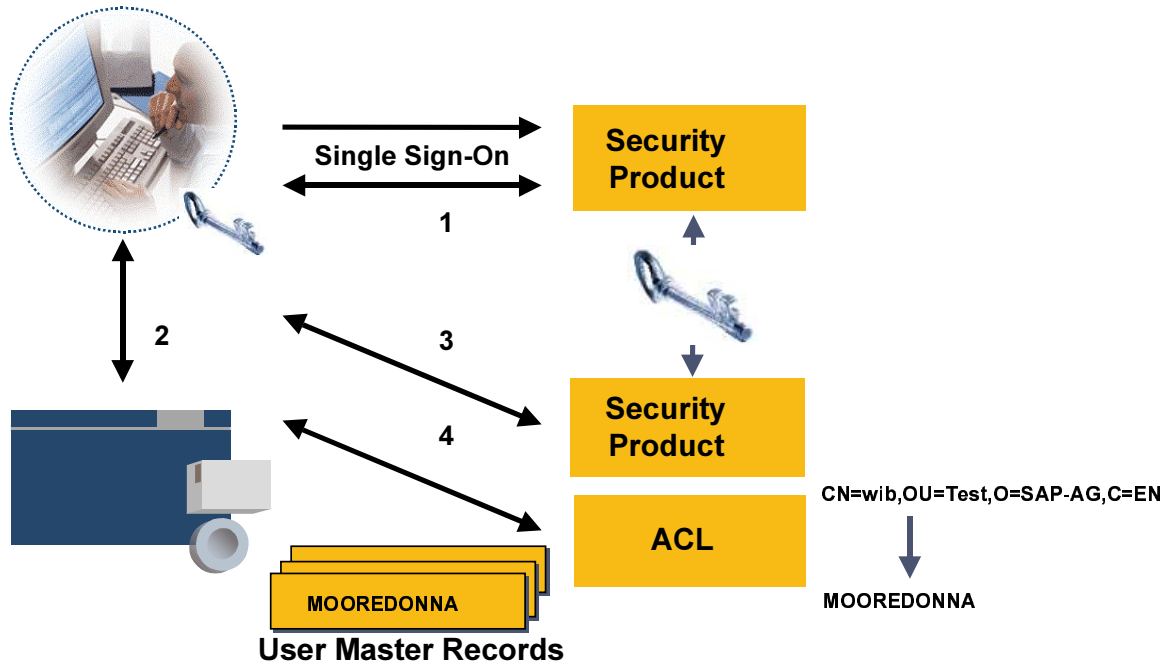 Single Sign-On
1
Security
Product
2
3
4
Security
Product
ACL
CN=wib,OU=Test,O=SAP-AG,C=EN
MOOREDONNA
MOOREDONNA
User Master Records